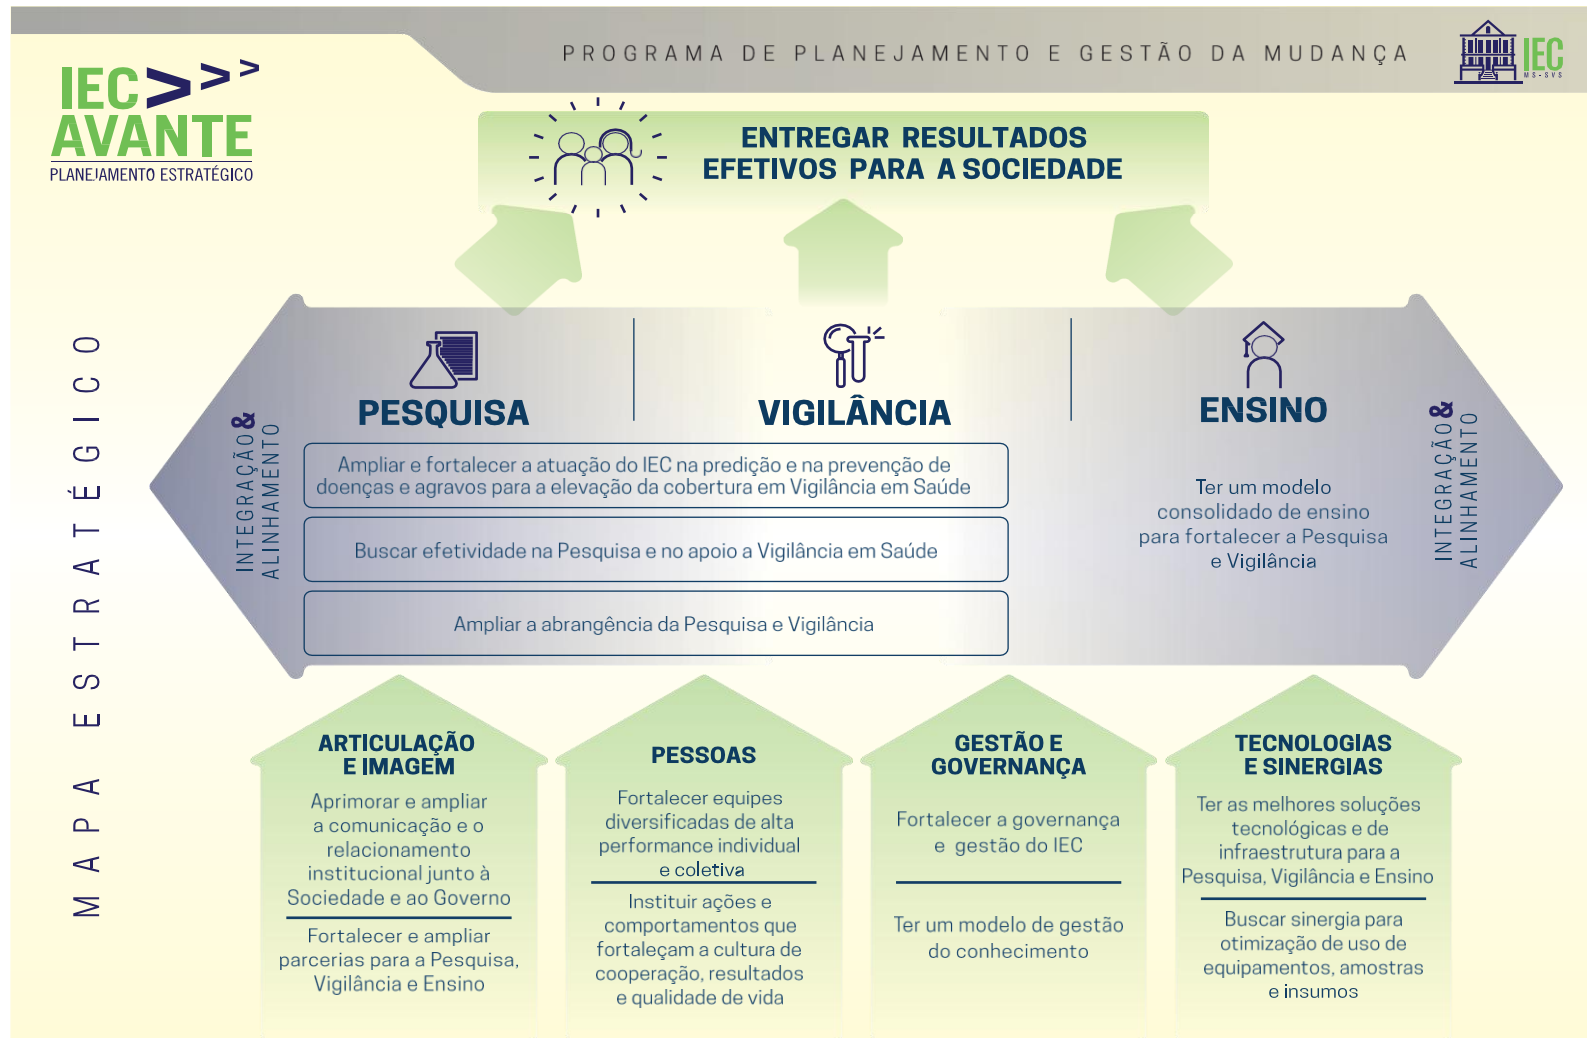 PROGRAMA DE PLANEJAMENTO E GESTÃO DA MUDANÇA
IEC
MS-SVS
IEC >>>
AVANTE
PLANEJAMENTO ESTRATÉGICO
ENTREGAR RESULTADOS
EFETIVOS PARA A SOCIEDADE
MAPA ESTRATÉGICO
INTEGRAÇÃO &
ALINHAMENTO
PESQUISA
VIGILÂNCIA
ENSINO
Ampliar e fortalecer a atuação do IEC na predição e na prevenção de
doenças e agravos para a elevação da cobertura em Vigilância em Saúde
Buscar efetividade na Pesquisa e no apoio a Vigilância em Saúde
Ampliar a abrangência da Pesquisa e Vigilância
Ter um modelo
consolidado de ensino
para fortalecer a Pesquisa
e Vigilância
INTEGRAÇÃO &
ALINHAMENTO
ARTICULAÇÃO
E IMAGEM
Aprimorar e ampliar
a comunicação e o
relacionamento
institucional junto à
Sociedade e ao Governo
Fortalecer e ampliar
parcerias para a Pesquisa,
Vigilância e Ensino
PESSOAS
Fortalecer equipes
diversificadas de alta
performance individual
e coletiva
Instituir ações e
comportamentos que
fortaleçam a cultura de
cooperação, resultados
e qualidade de vida
GESTÃO E
GOVERNANÇA
Fortalecer a governança
e gestão do IEC
Ter um modelo de gestão
do conhecimento
TECNOLOGIAS
E SINERGIAS
Ter as melhores soluções
tecnológicas e de
infraestrutura para a
Pesquisa, Vigilância e Ensino
Buscar sinergia para
otimização de uso de
equipamentos, amostras
e insumos